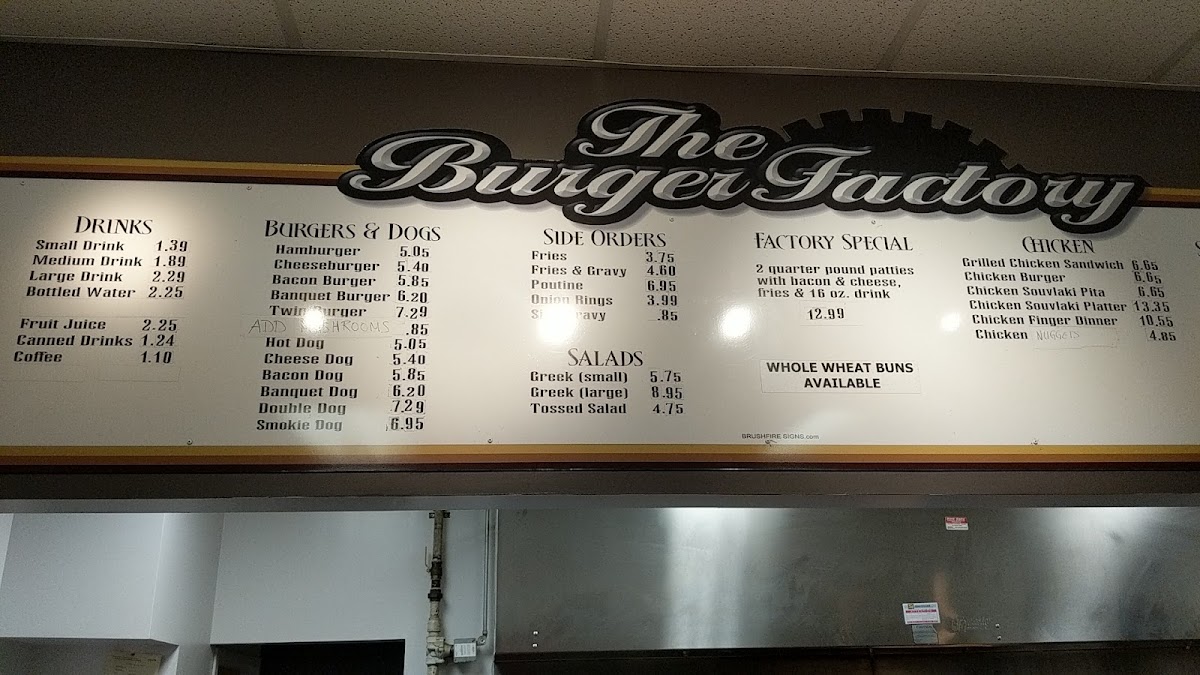 The
Burger Factory
DRINKS
Small Drink 1.39
Medium Drink 1.89
Large Drink 2.29
Bottled Water 2.25
Fruit Juice 2.25
Canned Drinks 1.24
Coffee 1.10
BURGERS & DOGS
Hamburger 5.05
Cheeseburger 5.40
Bacon Burger 5.85
Banquet Burger 6.20
Twin Burger 7.29
ADD MUSHROOMS .85
Hot Dog 5.05
Cheese Dog 5.40
Bacon Dog 5.85
Banquet Dog 6.20
Double Dog 7.29
Smokie Dog 6.95
SIDE ORDERS
Fries 3.75
Fries & Gravy 4.60
Poutine 6.95
Onion Rings 3.99
Gravy .85
SALADS
Greek (small) 5.75
Greek (large) 8.95
Tossed Salad 4.75
FACTORY SPECIAL
2 quarter pound patties
with bacon & cheese,
fries & 16 oz. drink
12.99
WHOLE WHEAT BUNS
AVAILABLE
BRUSHFIRE SIGNS.com
CHICKEN
Grilled Chicken Sandwich 6.65
Chicken Burger 6.65
Chicken Souvlaki Pita 6.65
Chicken Souvlaki Platter 13.35
Chicken Finger Dinner 10.55
Chicken NUGGETS 4.85
S